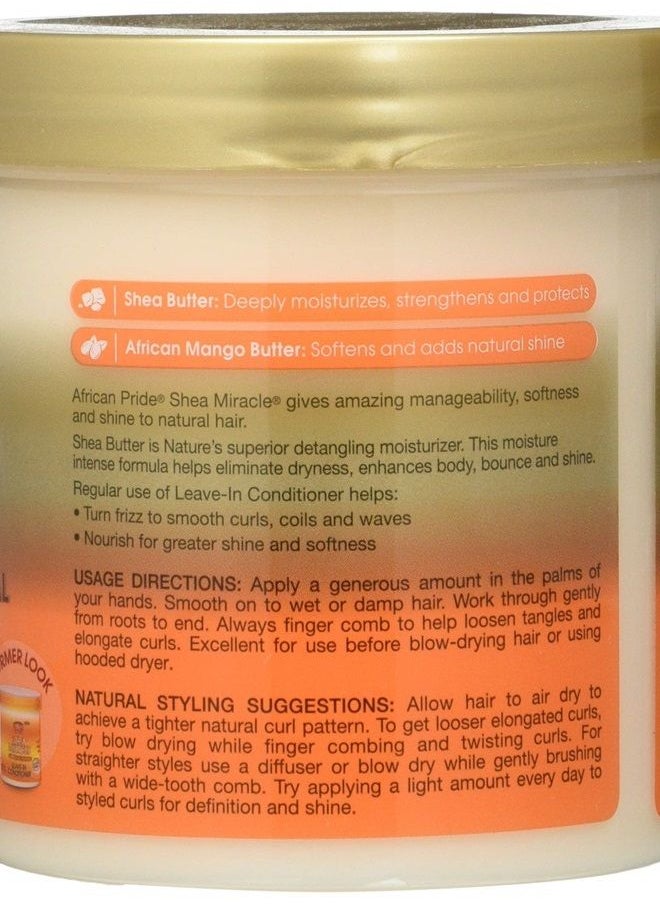 Shea Butter: Deeply moisturizes, strengthens and protects
African Mango Butter: Softens and adds natural shine
African Pride® Shea Miracle® gives amazing manageability, softness
and shine to natural hair.
Shea Butter is Nature's superior detangling moisturizer. This moisture
intense formula helps eliminate dryness, enhances body, bounce and shine.
Regular use of Leave-In Conditioner helps:
• Turn frizz to smooth curls, coils and waves
• Nourish for greater shine and softness
USAGE DIRECTIONS: Apply a generous amount in the palms of
your hands. Smooth on to wet or damp hair. Work through gently
from roots to end. Always finger comb to help loosen tangles and
elongate curls. Excellent for use before blow-drying hair or using
hooded dryer.
NATURAL STYLING SUGGESTIONS: Allow hair to air dry to
achieve a tighter natural curl pattern. To get looser elongated curls,
try blow drying while finger combing and twisting curls. For
straighter styles use a diffuser or blow dry while gently brushing
with a wide-tooth comb. Try applying a light amount every day to
styled curls for definition and shine.
LOOK